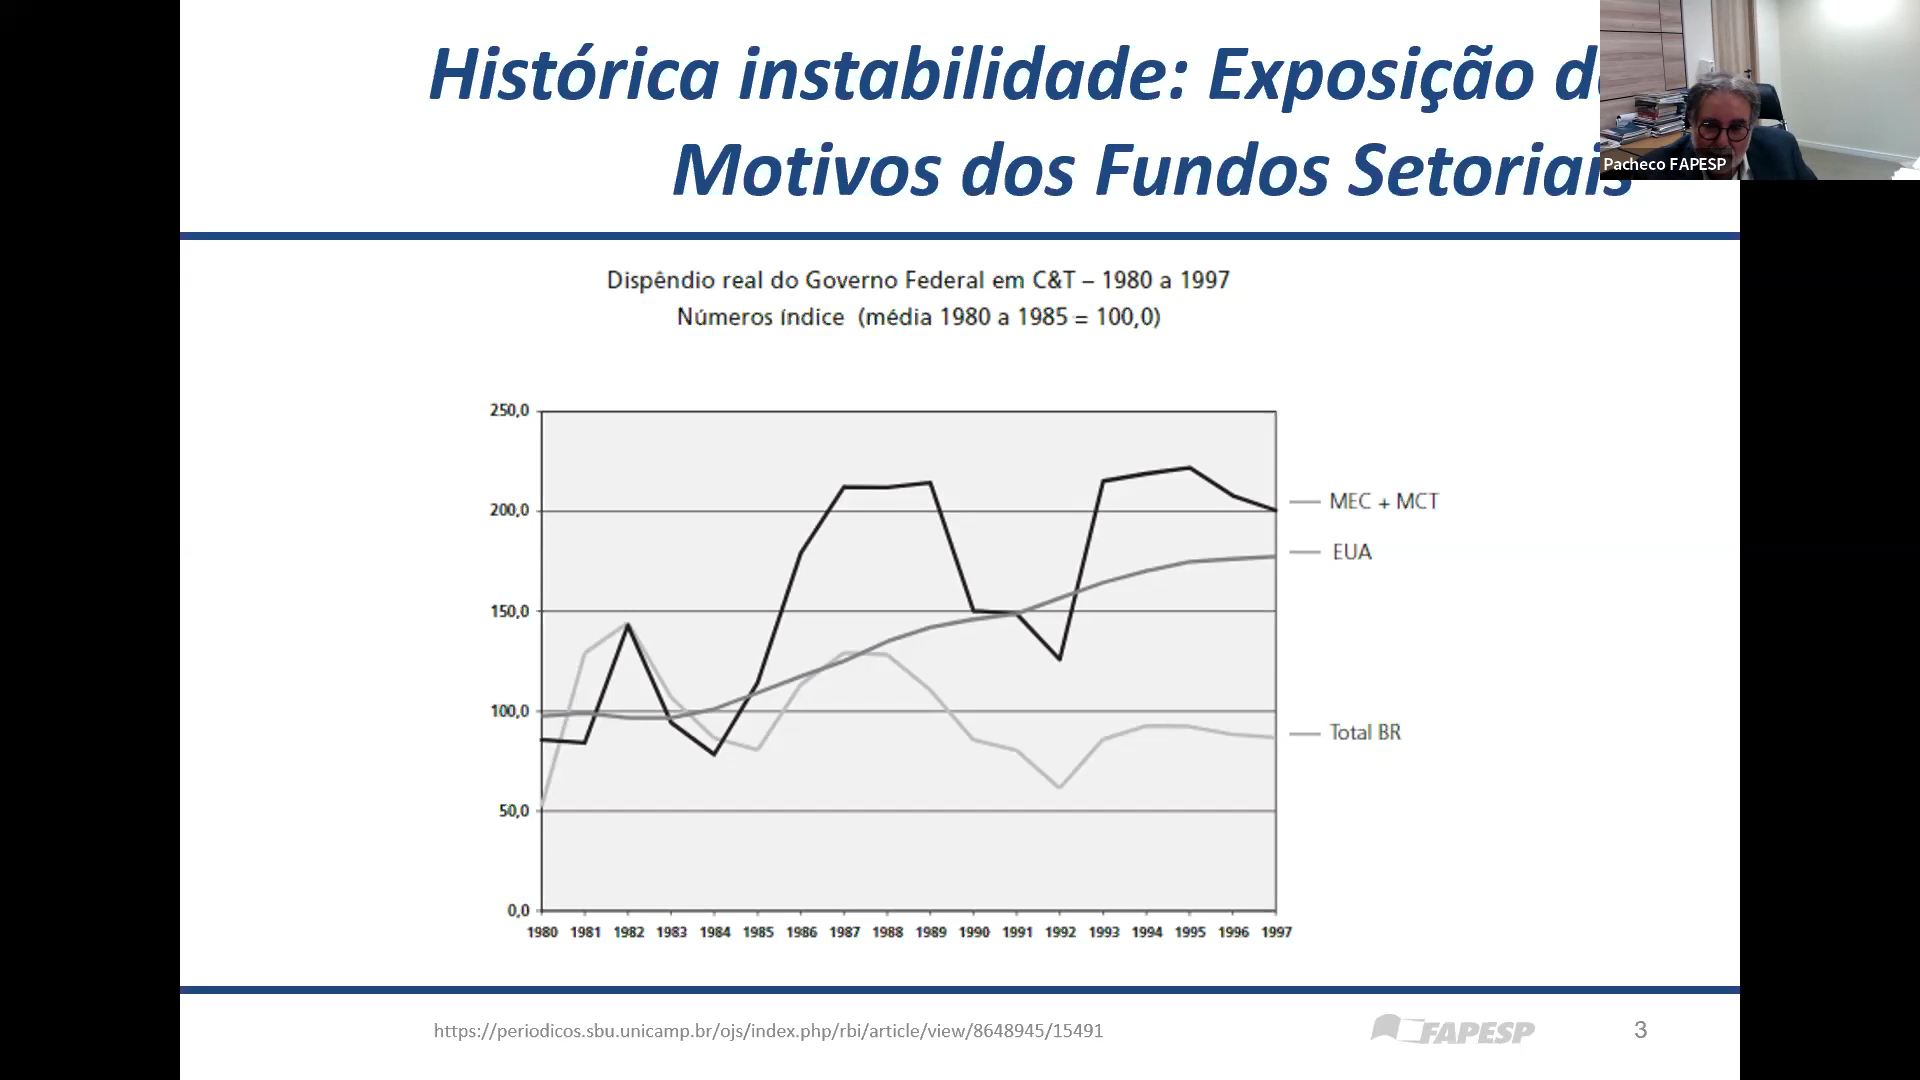 Histórica instabilidade: Exposição d
Motivos dos Fundos Setoriais
Pacheco FAPESP
Dispêndio real do Governo Federal em C&T – 1980 a 1997
Números índice (média 1980 a 1985 = 100,0)
250,0
200,0
150,0
100,0
50,0
0,0
MEC + MCT
EUA
Total BR
1980 1981 1982 1983 1984 1985 1986 1987 1988 1989 1990 1991 1992 1993 1994 1995 1996 1997
https://periodicos.sbu.unicamp.br/ojs/index.php/rbi/article/view/8648945/15491
FAPESP
3